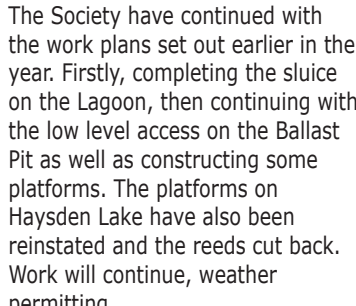 The Society have continued with
the work plans set out earlier in the
year. Firstly, completing the sluice
on the Lagoon, then continuing with
the low level access on the Ballast
Pit as well as constructing some
platforms. The platforms on
Haysden Lake have also been
reinstated and the reeds cut back.
Work will continue, weather
permitting